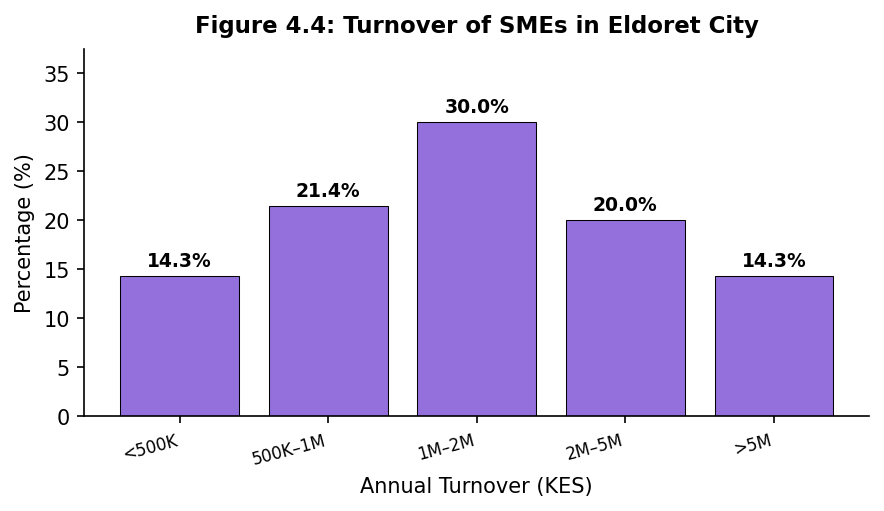 Figure 4.4: Turnover of SMEs in Eldoret City
Percentage (%)
35
30
25
20
15
10
5
0
14.3%
21.4%
30.0%
20.0%
14.3%
<500K
500K–1M
1M–2M
2M–5M
>5M
Annual Turnover (KES)